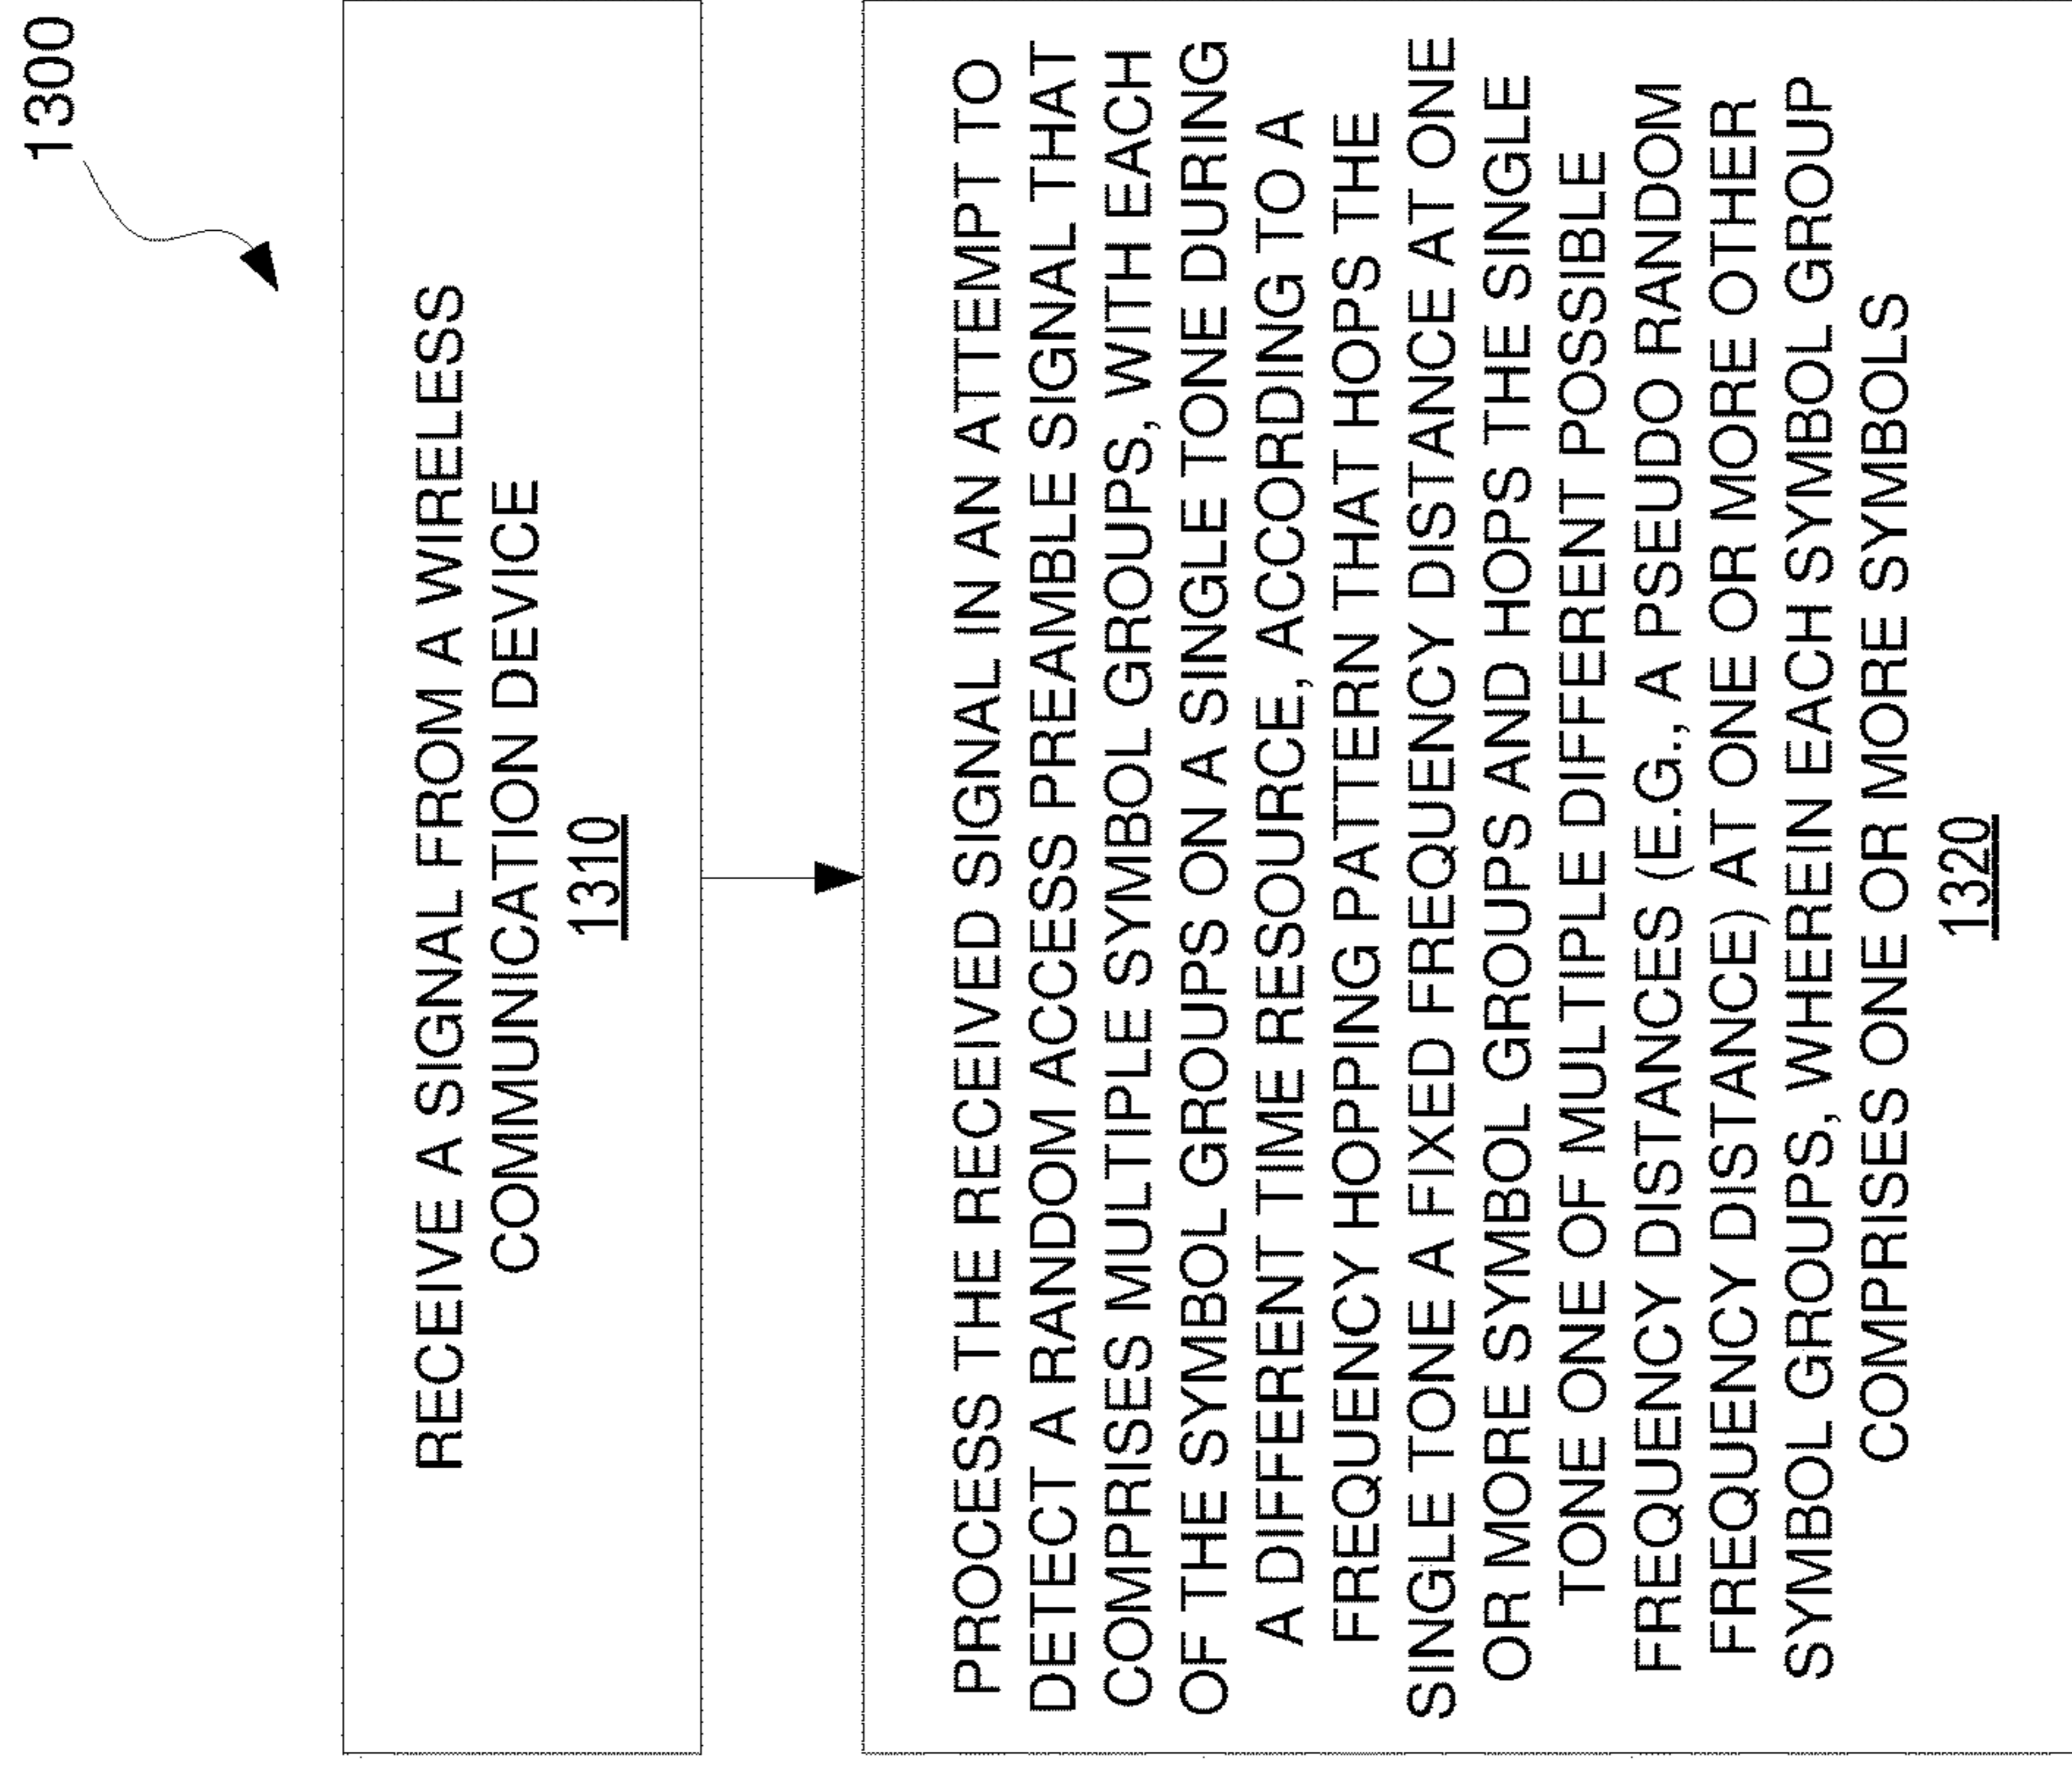 1300
RECEIVE A SIGNAL FROM A WIRELESS
COMMUNICATION DEVICE
1310
PROCESS THE RECEIVED SIGNAL IN AN ATTEMPT TO
DETECT A RANDOM ACCESS PREAMBLE SIGNAL THAT
COMPRISES MULTIPLE SYMBOL GROUPS, WITH EACH
OF THE SYMBOL GROUPS ON A SINGLE TONE DURING
A DIFFERENT TIME RESOURCE, ACCORDING TO A
FREQUENCY HOPPING PATTERN THAT HOPS THE
SINGLE TONE A FIXED FREQUENCY DISTANCE AT ONE
OR MORE SYMBOL GROUPS AND HOPS THE SINGLE
TONE ONE OF MULTIPLE DIFFERENT POSSIBLE
FREQUENCY DISTANCES (E.G., A PSEUDO RANDOM
FREQUENCY DISTANCE) AT ONE OR MORE OTHER
SYMBOL GROUPS, WHEREIN EACH SYMBOL GROUP
COMPRISES ONE OR MORE SYMBOLS
1320